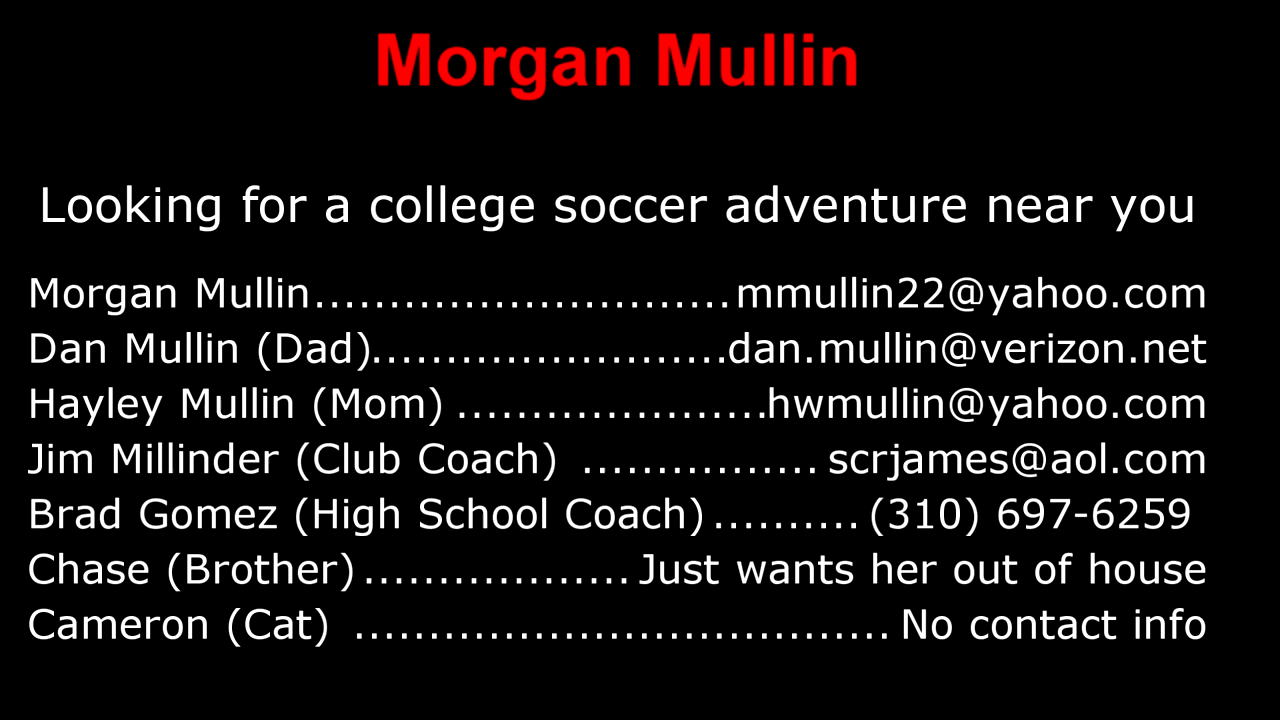 Morgan Mullin
Looking for a college soccer adventure near you
Morgan Mullin............................mmullin22@yahoo.com
Dan Mullin (Dad)........................dan.mullin@verizon.net
Hayley Mullin (Mom) .....................hwmullin@yahoo.com
Jim Millinder (Club Coach) ................ scrjames@aol.com
Brad Gomez (High School Coach) .......... (310) 697-6259
Chase (Brother) .................. Just wants her out of house
Cameron (Cat) .................................... No contact info